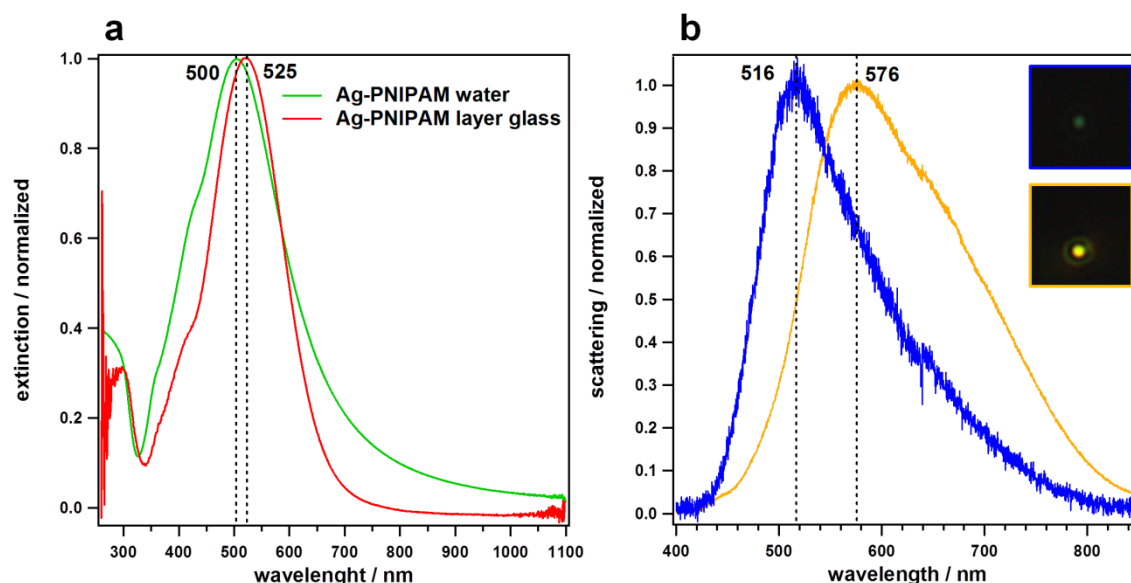 a
1.0
0.8
0.6
0.4
0.2
0.0
extinction / normalized
500
525
Ag-PNIPAM water
Ag-PNIPAM layer glass
300 400 500 600 700 800 900 1000 1100
wavelenght / nm
b
1.0
0.9
0.8
0.7
0.6
0.5
0.4
0.3
0.2
0.1
0.0
scattering / normalized
516
576
400 500 600 700 800
wavelength / nm